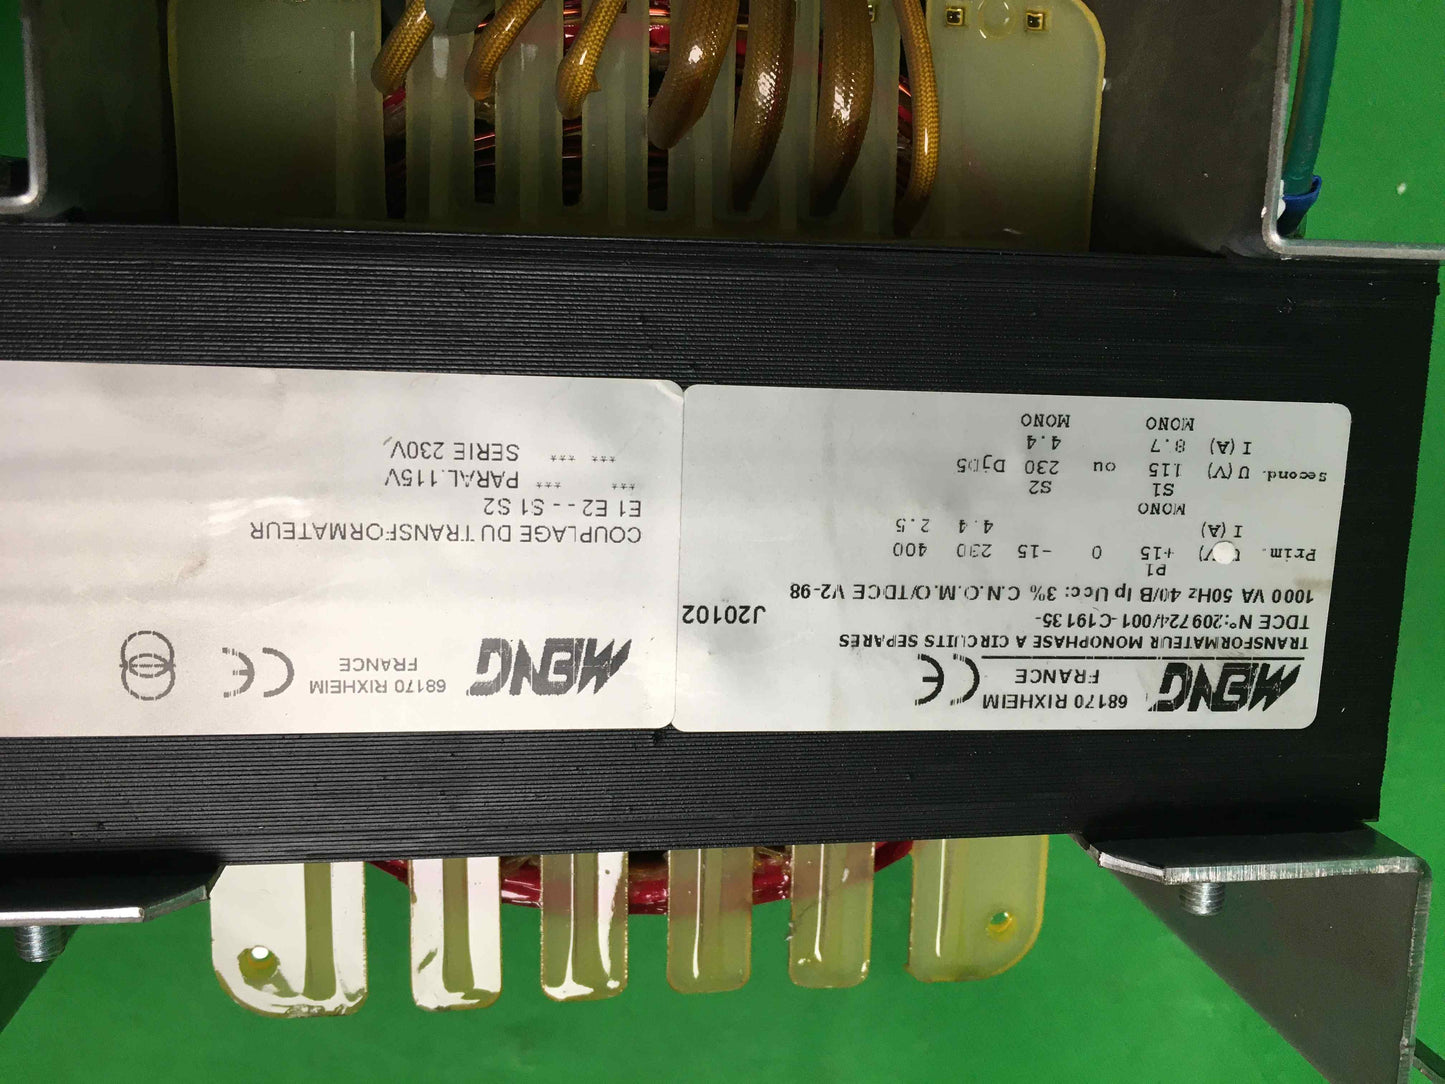 MENG
68170 RIXHEIM
FRANCE
CE
TRANSFORMATEUR MONOPHASE A CIRCUITS SEPARES
TDCE N°:209724/001-C19135-
1000 VA 50Hz 40/B Ip Ucc: 3% C.N.O.M.O/TDCE V2-98
P1
Prim. U(V) +15 0 -15 230 400
I(A) 4.4 2.5
MONO
S1 S2
Second. U(V) 115 ou 230 DjD5
I(A) 8.7 4.4
MONO MONO
J20102
MENG
68170 RIXHEIM
FRANCE
CE
COUPLAGE DU TRANSFORMATEUR
E1 E2 - - S1 S2
*** *** *** PARAL.115V
*** *** SERIE 230V.